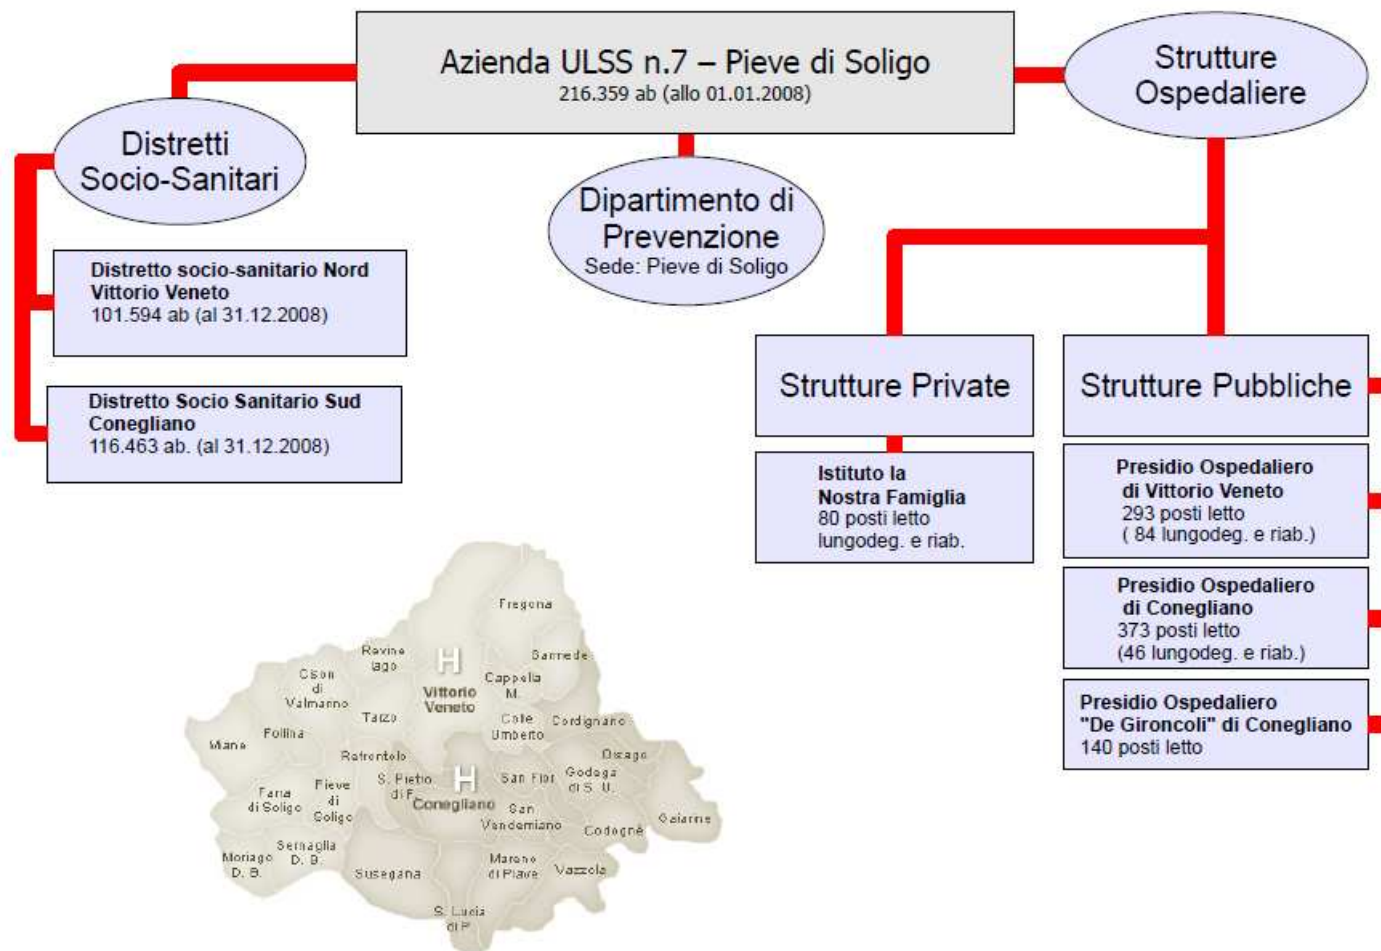 Azienda ULSS n.7 – Pieve di Soligo
216.359 ab (allo 01.01.2008)
Strutture
Ospedaliere
Distretti
Socio-Sanitari
Dipartimento di
Prevenzione
Sede: Pieve di Soligo
Distretto socio-sanitario Nord
Vittorio Veneto
101.594 ab (al 31.12.2008)
Distretto Socio Sanitario Sud
Conegliano
116.463 ab. (al 31.12.2008)
Strutture Private
Strutture Pubbliche
Istituto la
Nostra Famiglia
80 posti letto
lungodeg. e riab.
Presidio Ospedaliero
di Vittorio Veneto
293 posti letto
( 84 lungodeg. e riab.)
Presidio Ospedaliero
di Conegliano
373 posti letto
(46 lungodeg. e riab.)
Presidio Ospedaliero
"De Gironcoli" di Conegliano
140 posti letto
Fregona
Revine
lago
H
Sarmede
Cison
di
Valmarino
Vittorio
Veneto
Cappella
M.
Tarzo
Colle
Umberto
Cordignano
Follina
Miane
Refrontolo
Orsago
S. Pietro
di F.
H
Conegliano
San Fior
Godega
di S. U.
Farra
di Soligo
Pieve
di
Soligo
San
Vendemiano
Codognè
Gaiarine
Sernaglia
D. B.
Moriago
D. B.
Susegana
Mareno
di Piave
Vazzola
S. Lucia
di P.